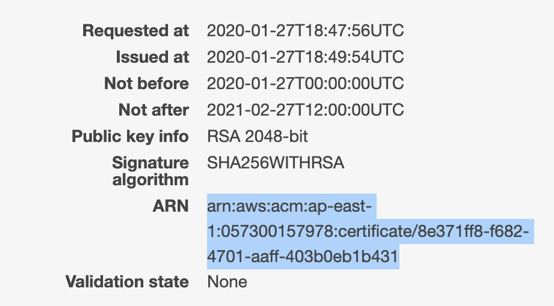 Requested at 2020-01-27T18:47:56UTC
Issued at 2020-01-27T18:49:54UTC
Not before 2020-01-27T00:00:00UTC
Not after 2021-02-27T12:00:00UTC
Public key info RSA 2048-bit
Signature SHA256WITHRSA
algorithm
ARN arn:aws:acm:ap-east-
1:057300157978:certificate/8e371ff8-f682-
4701-aaff-403b0eb1b431
Validation state None